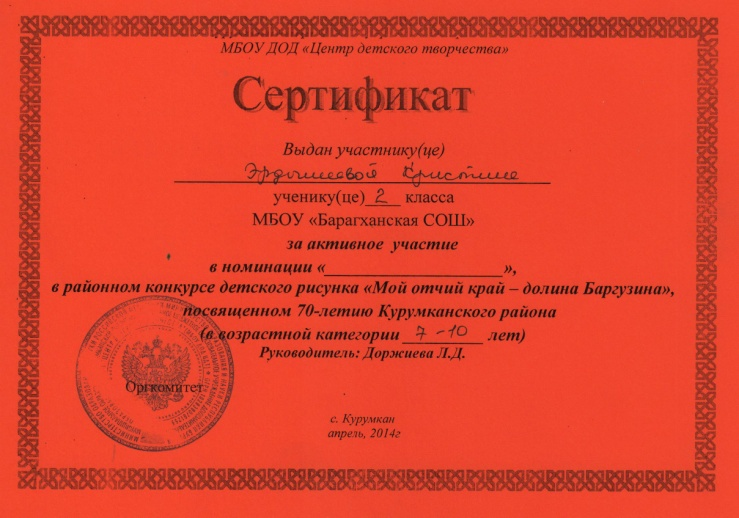 МБОУ ДОД «Центр детского творчества»
Сертификат
Выдан участнику(це)
Эрдынеевой Кристине
ученику(це) 2 класса
МБОУ «Барагханская СОШ»
за активное участие
в номинации «____________________»,
в районном конкурсе детского рисунка «Мой отчий край – долина Баргузина»,
посвященном 70-летию Курумканского района
(в возрастной категории 7-10 лет)
Руководитель: Доржиева Л.Д.
Оргкомитет
с. Курумкан
апрель, 2014г